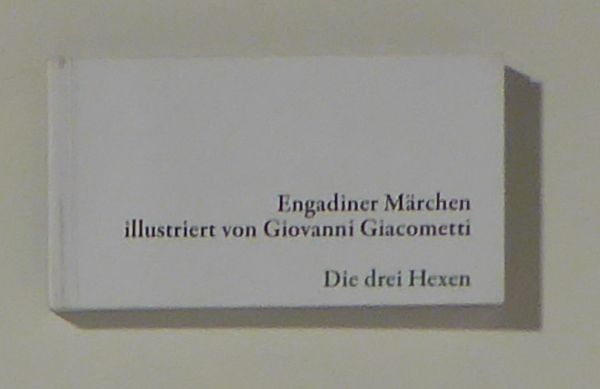 Engadiner Märchen
illustriert von Giovanni Giacometti
Die drei Hexen